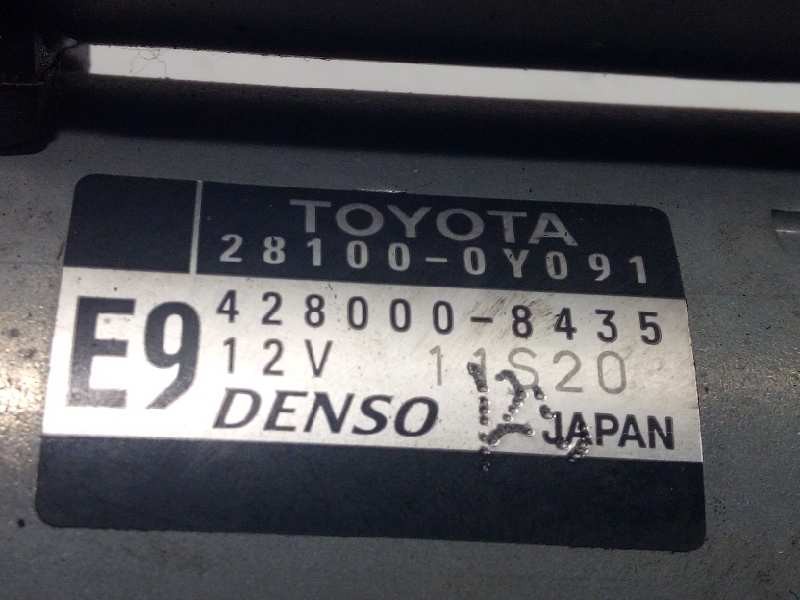 TOYOTA
28100-0Y091
E9
428000-8435
12V 11S20
DENSO JAPAN